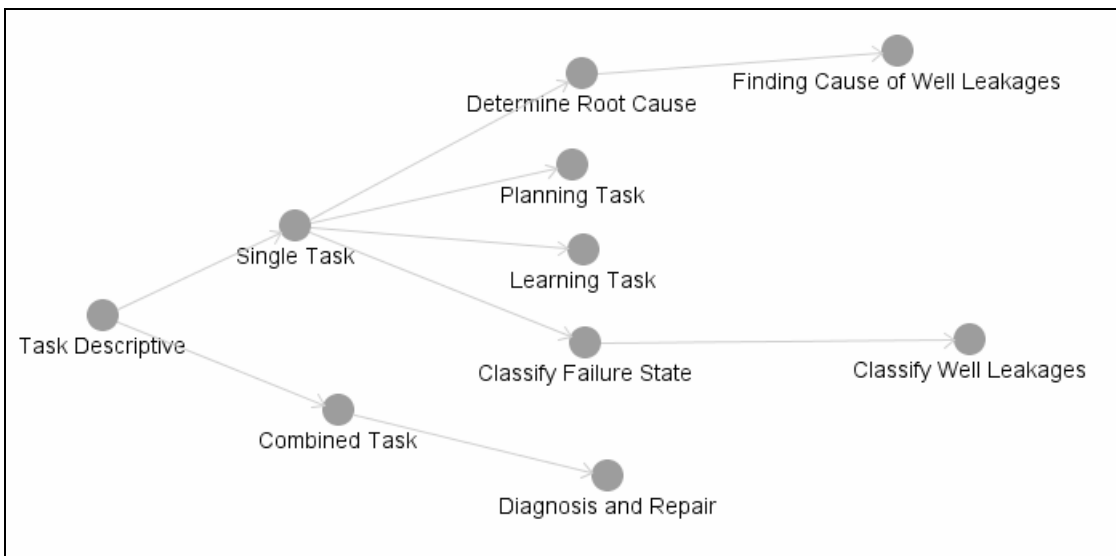 Finding Cause of Well Leakages
Determine Root Cause
Planning Task
Single Task
Learning Task
Task Descriptive
Classify Failure State
Classify Well Leakages
Combined Task
Diagnosis and Repair